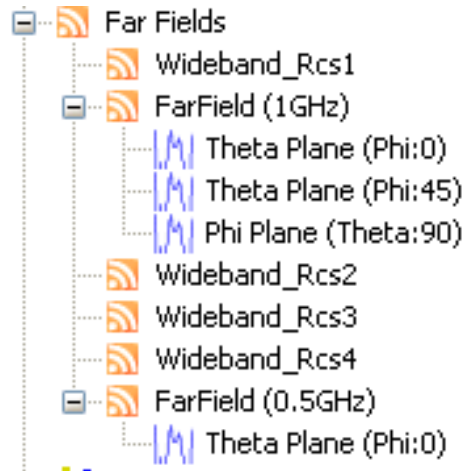 Far Fields
Wideband_Rcs1
FarField (1GHz)
Theta Plane (Phi:0)
Theta Plane (Phi:45)
Phi Plane (Theta:90)
Wideband_Rcs2
Wideband_Rcs3
Wideband_Rcs4
FarField (0.5GHz)
Theta Plane (Phi:0)